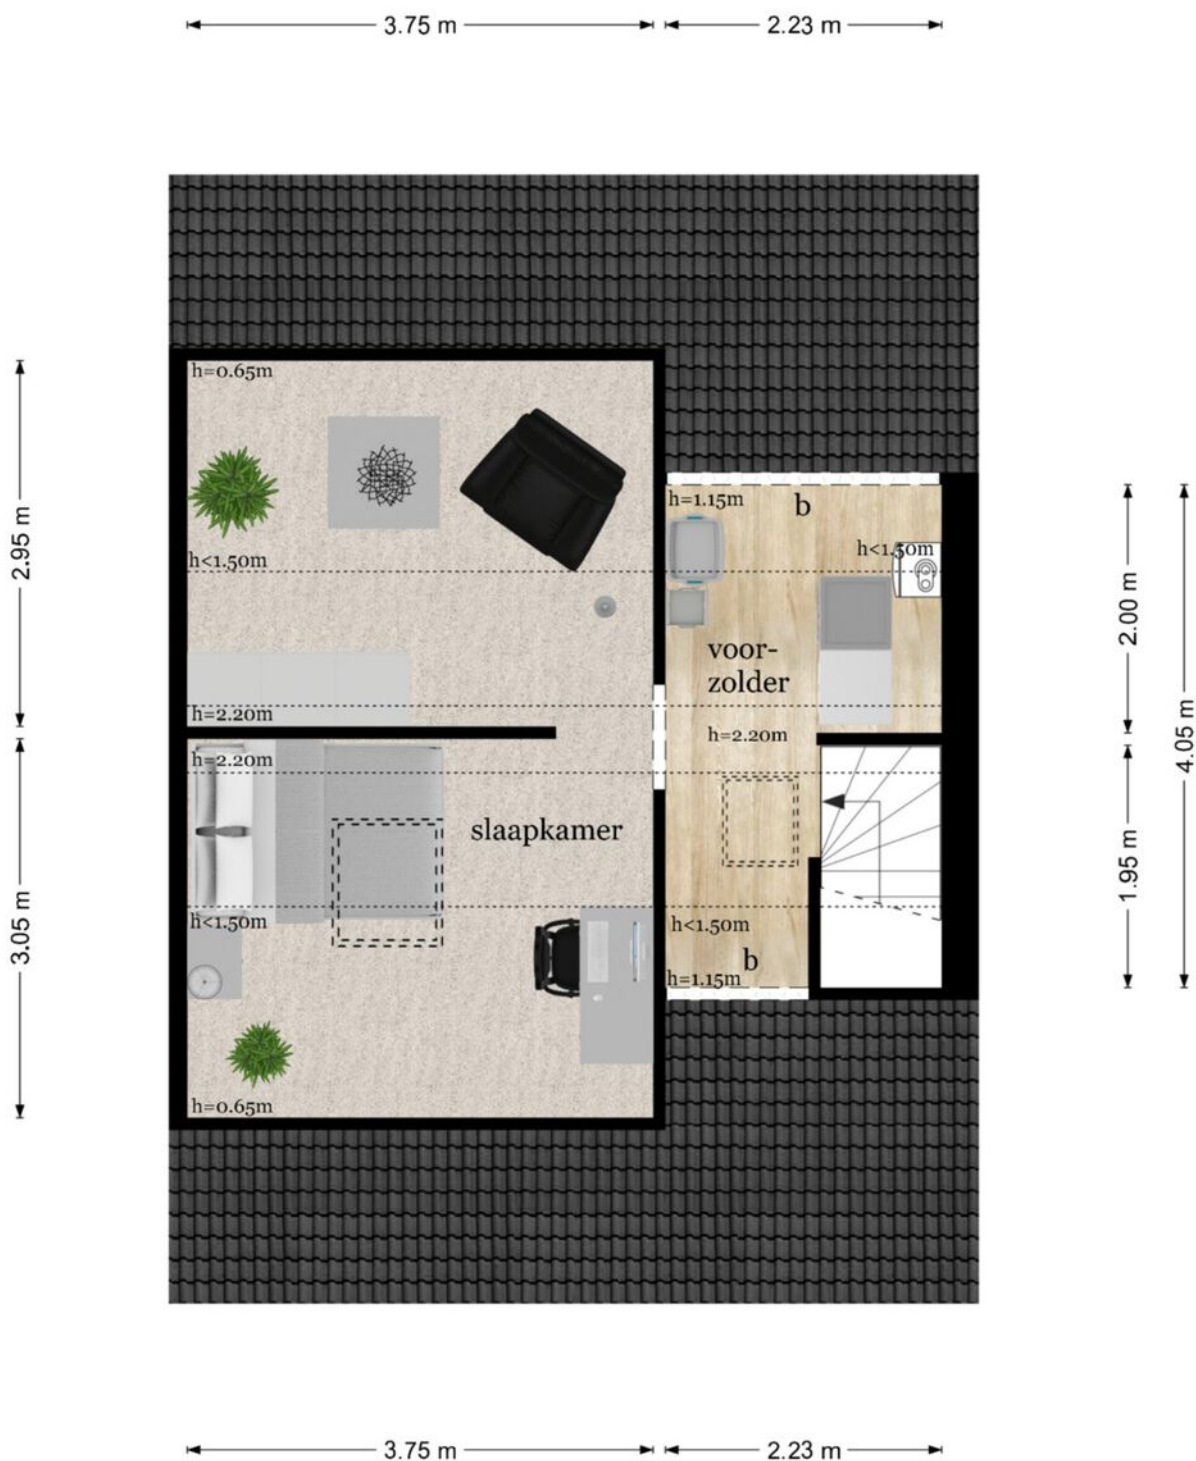 3.75 m
2.23 m
h=0.65m
h=1.15m
b
h<1.50m
h<1.50m
2.95 m
2.00 m
voor-
zolder
h=2.20m
h=2.20m
h=2.20m
4.05 m
slaapkamer
1.95 m
h<1.50m
h<1.50m
3.05 m
b
h=1.15m
h=0.65m
3.75 m
2.23 m